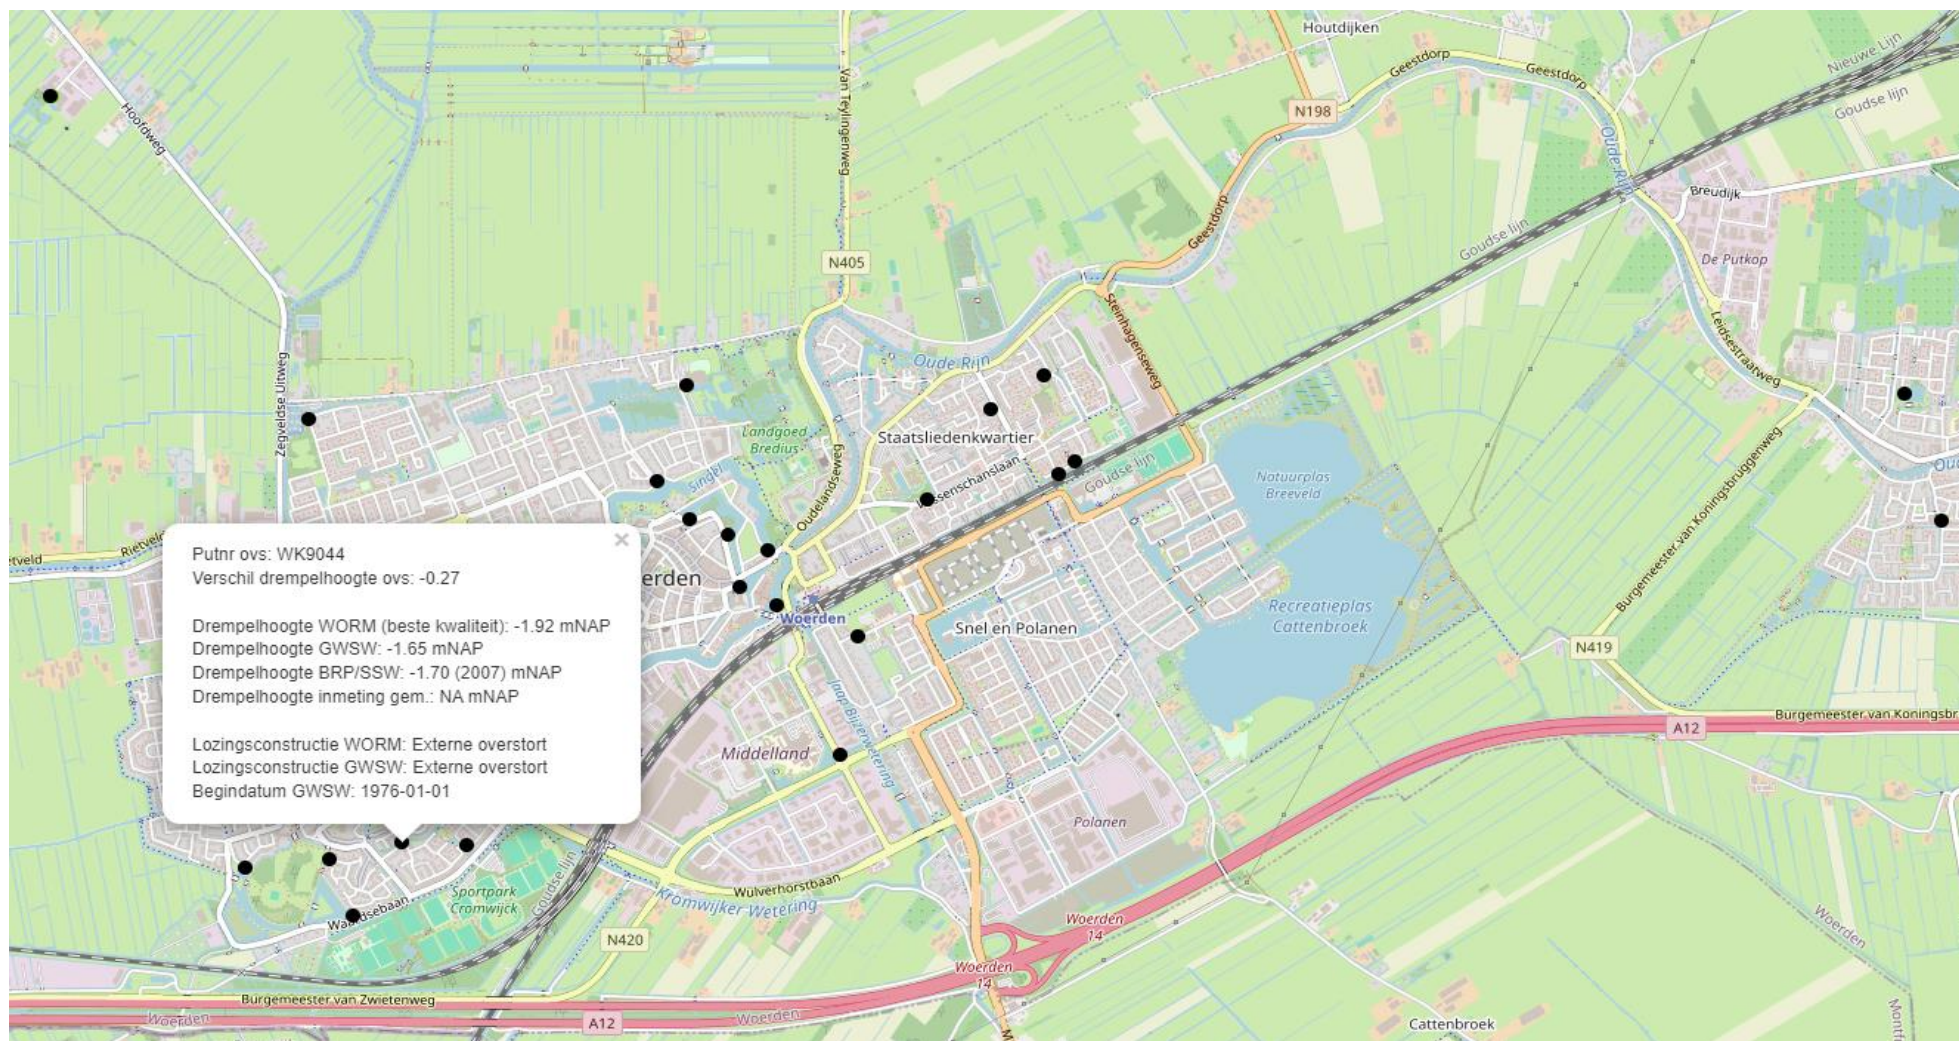 Houtdijken
Nieuwe Lijn
Geestdorp
Geestdorp
Goudse lijn
Hoofdweg
Van Teylingenweg
N198
Oude Rijn
Breudijk
Geestdorp
Goudse lijn
De Putkop
N405
Steinhagenseweg
Leidsestraatweg
Oude Rijn
Zegveldse Uitweg
Landgoed
Bredius
Staatsliedenkwartier
Oudelandseweg
Singel
Goudse lijn
Natuurplas
Breeveld
Burgemeester van Koningsbruggenweg
Putnr ovs: WK9044
Verschil drempelhoogte ovs: -0.27
Drempelhoogte WORM (beste kwaliteit): -1.92 mNAP
Drempelhoogte GWSW: -1.65 mNAP
Drempelhoogte BRP/SSW: -1.70 (2007) mNAP
Drempelhoogte inmeting gem.: NA mNAP
Lozingsconstructie WORM: Externe overstort
Lozingsconstructie GWSW: Externe overstort
Begindatum GWSW: 1976-01-01
×
erden
Woerden
Snel en Polanen
Recreatieplas
Cattenbroek
N419
Jaap Bijzerwetering
Burgemeester van Koningsbr
A12
Middelland
Polanen
Wulverhorstbaan
Kromwijker Wetering
Goudse lijn
Sportpark
Cromwijck
Waardsebaan
N420
Woerden
14
Woerden
14
Woerden
Burgemeester van Zwietenweg
Woerden
A12
Woerden
Cattenbroek
Montf